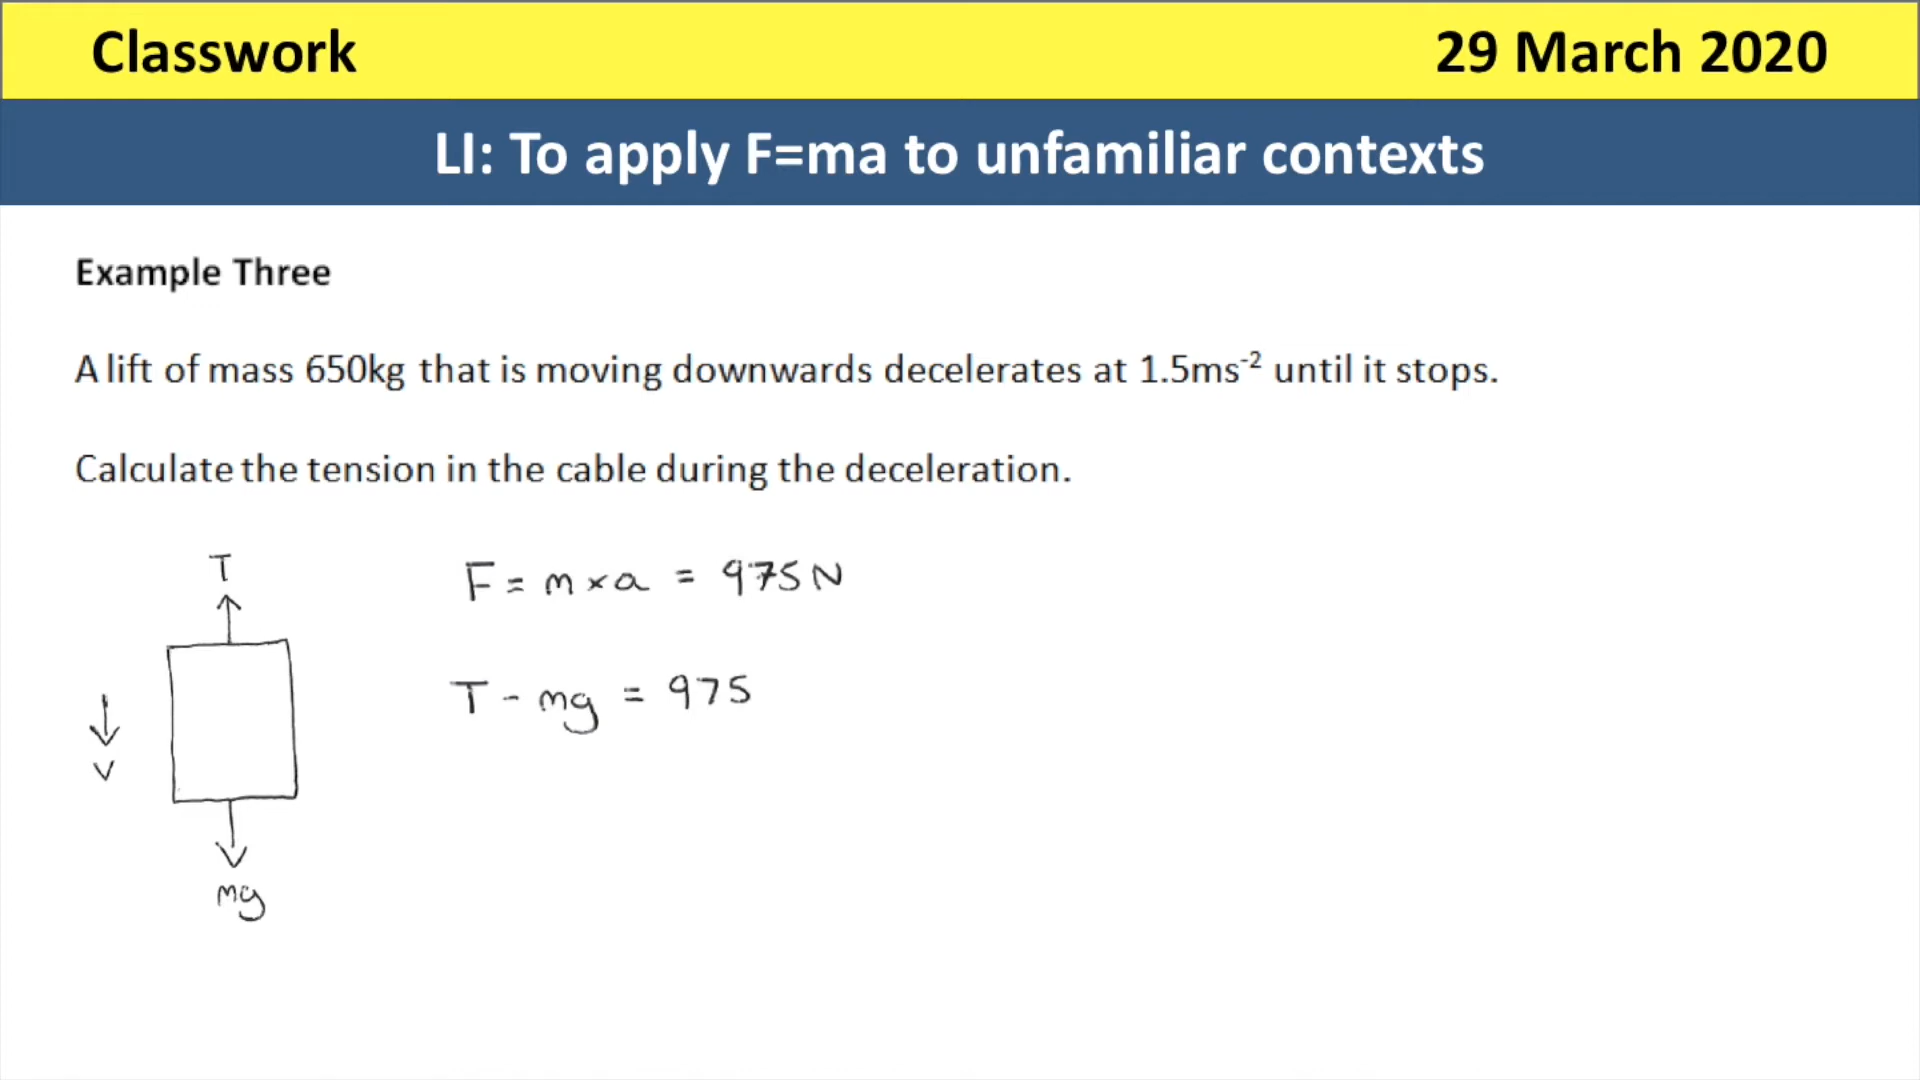 Classwork 29 March 2020
LI: To apply F=ma to unfamiliar contexts
Example Three
A lift of mass 650kg that is moving downwards decelerates at 1.5ms⁻² until it stops.
Calculate the tension in the cable during the deceleration.
T
F = m × a = 975N
T - mg = 975
v
mg